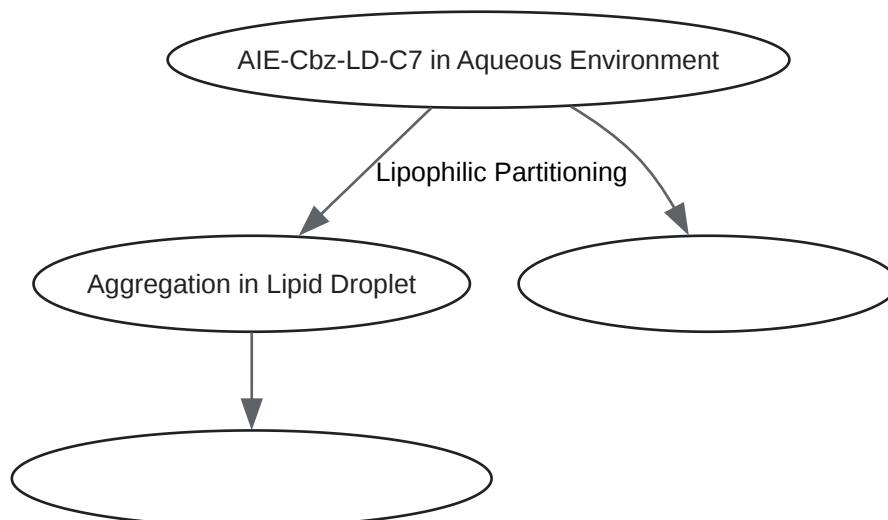 AIE-Cbz-LD-C7 in Aqueous Environment
Lipophilic Partitioning
Aggregation in Lipid Droplet